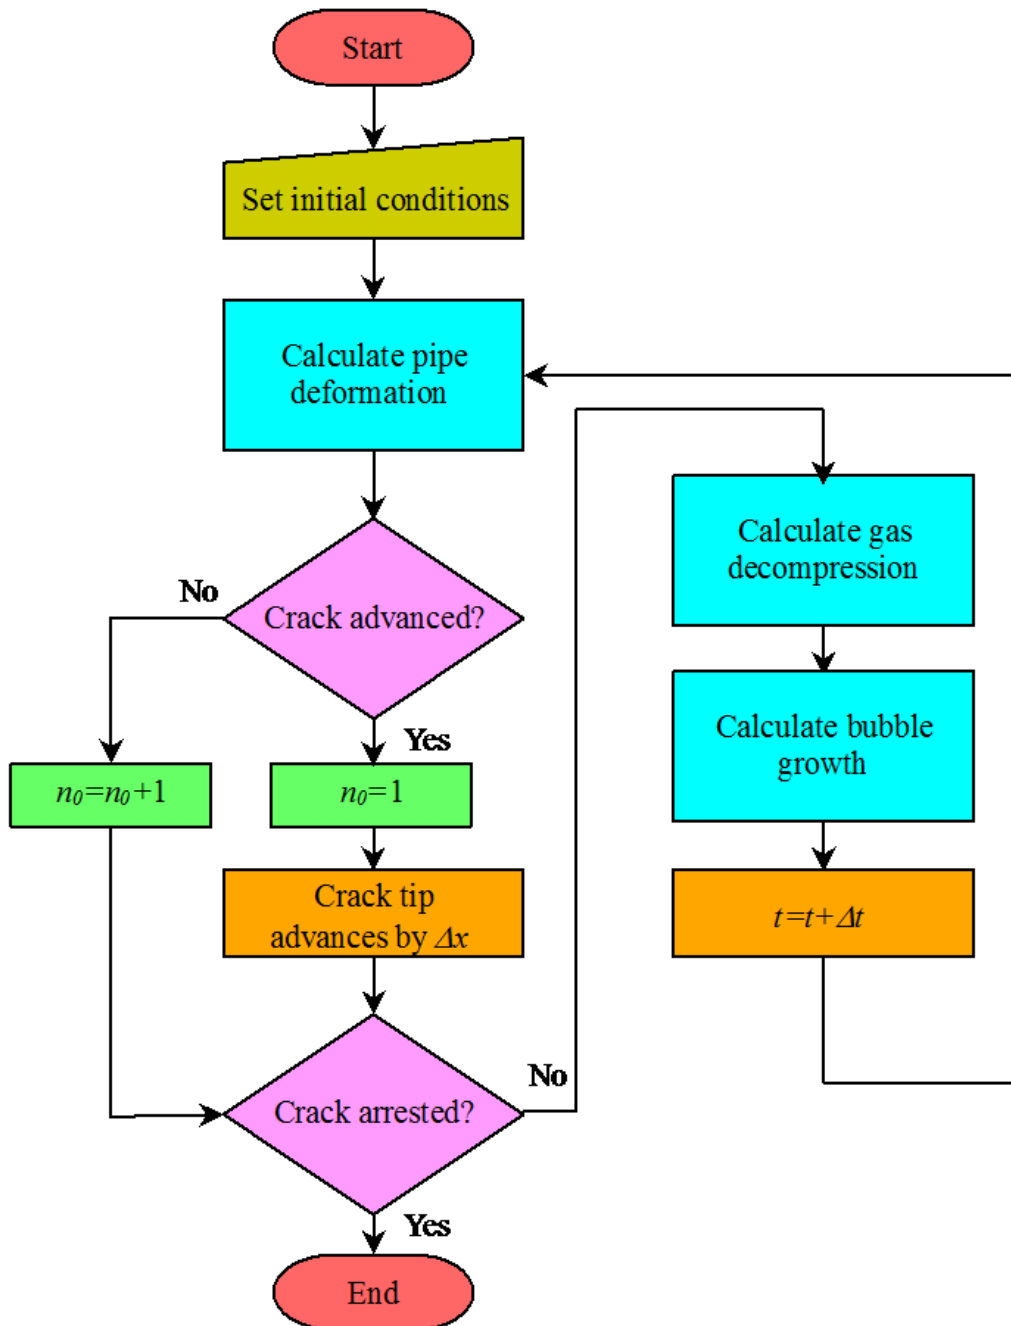 Start
Set initial conditions
Calculate pipe
deformation
Crack advanced?
No
Yes
n₀=n₀+1
n₀=1
Crack tip
advances by Δx
Crack arrested?
No
Yes
End
Calculate gas
decompression
Calculate bubble
growth
t=t+Δt